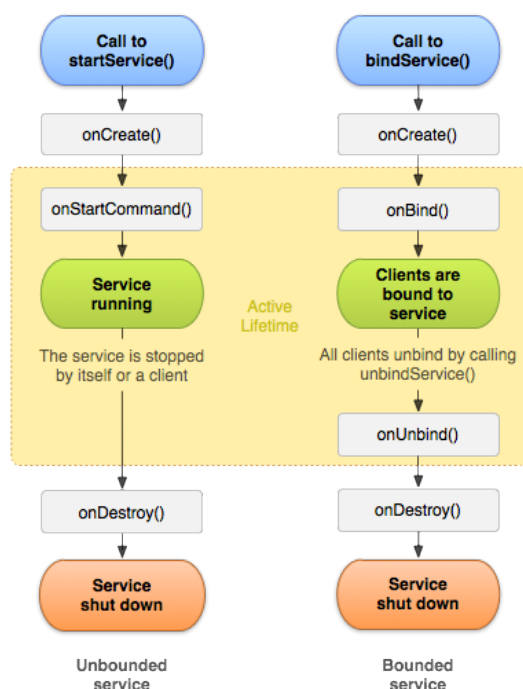 Call to
startService()
onCreate()
onStartCommand()
Service
running
The service is stopped
by itself or a client
onDestroy()
Service
shut down
Unbounded
service
Active
Lifetime
Call to
bindService()
onCreate()
onBind()
Clients are
bound to
service
All clients unbind by calling
unbindService()
onUnbind()
onDestroy()
Service
shut down
Bounded
service